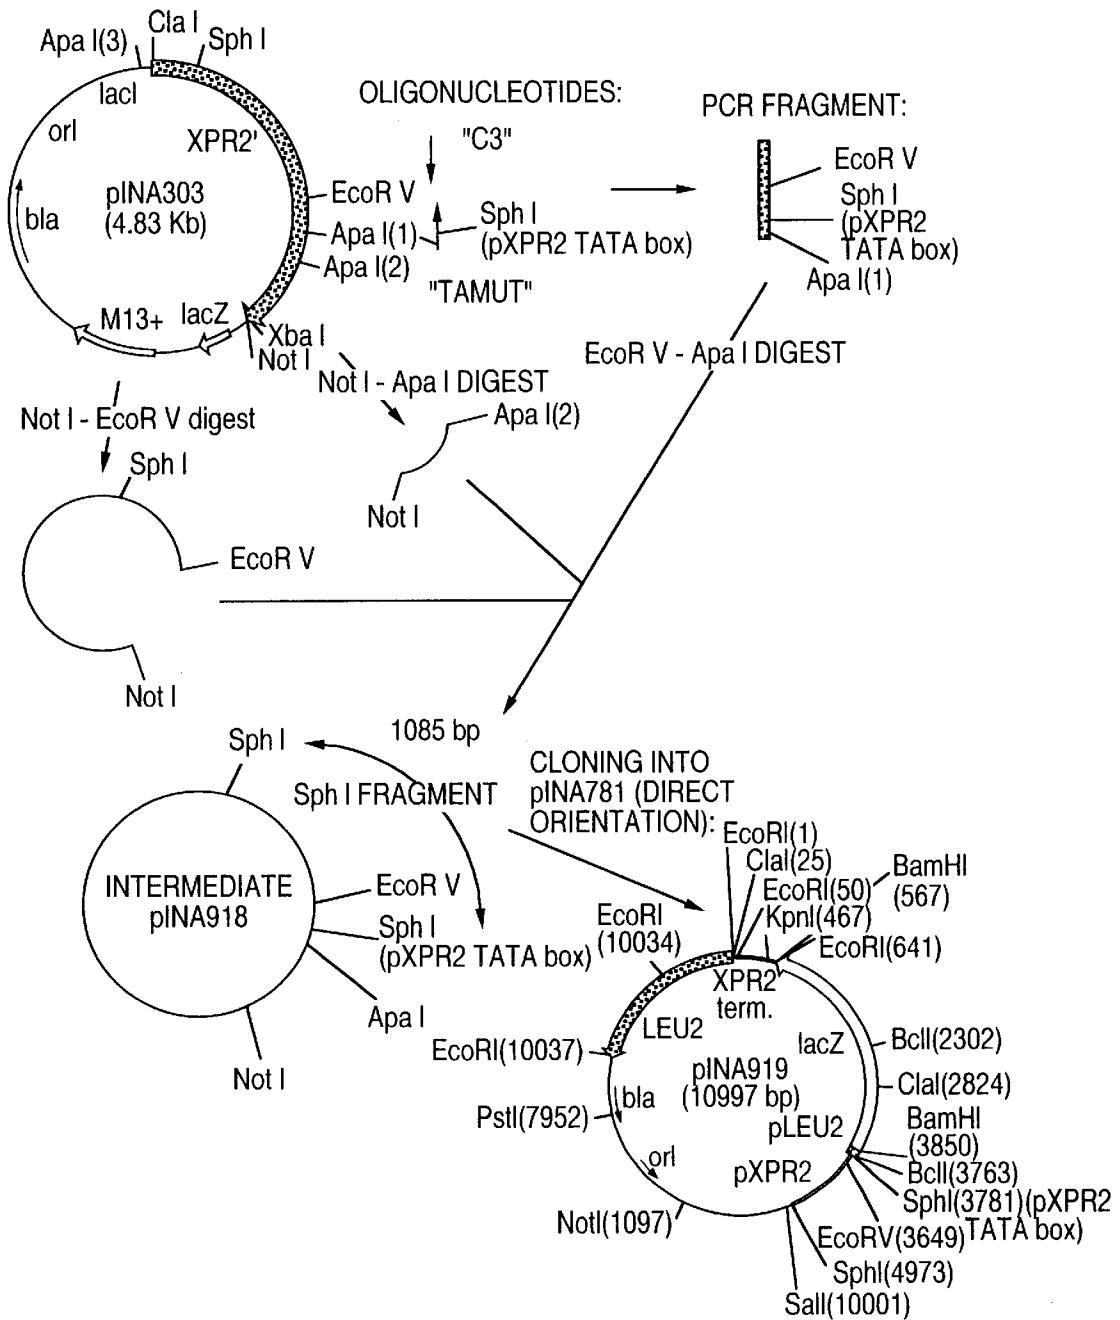 Cla I
Apa I(3)
Sph I
lacI
orI
XPR2'
pINA303
(4.83 Kb)
bla
EcoR V
Apa I(1)
Apa I(2)
M13+
lacZ
Xba I
Not I
OLIGONUCLEOTIDES:
"C3"
Sph I
(pXPR2 TATA box)
"TAMUT"
PCR FRAGMENT:
EcoR V
Sph I
(pXPR2
TATA box)
Apa I(1)
EcoR V - Apa I DIGEST
Not I - Apa I DIGEST
Apa I(2)
Not I
Not I - EcoR V digest
Sph I
EcoR V
Not I
1085 bp
Sph I
Sph I FRAGMENT
INTERMEDIATE
pINA918
EcoR V
Sph I
(pXPR2 TATA box)
Apa I
Not I
CLONING INTO
pINA781 (DIRECT
ORIENTATION):
EcoRI(1)
ClaI(25)
EcoRI(50)
KpnI(467)
BamHI
(567)
EcoRI(641)
EcoRI
(10034)
XPR2
term.
LEU2
lacZ
BclI(2302)
EcoRI(10037)
pINA919
(10997 bp)
ClaI(2824)
bla
PstI(7952)
pLEU2
BamHI
(3850)
orI
pXPR2
BclI(3763)
SphI(3781)(pXPR2
TATA box)
NotI(1097)
EcoRV(3649)
SphI(4973)
SalI(10001)